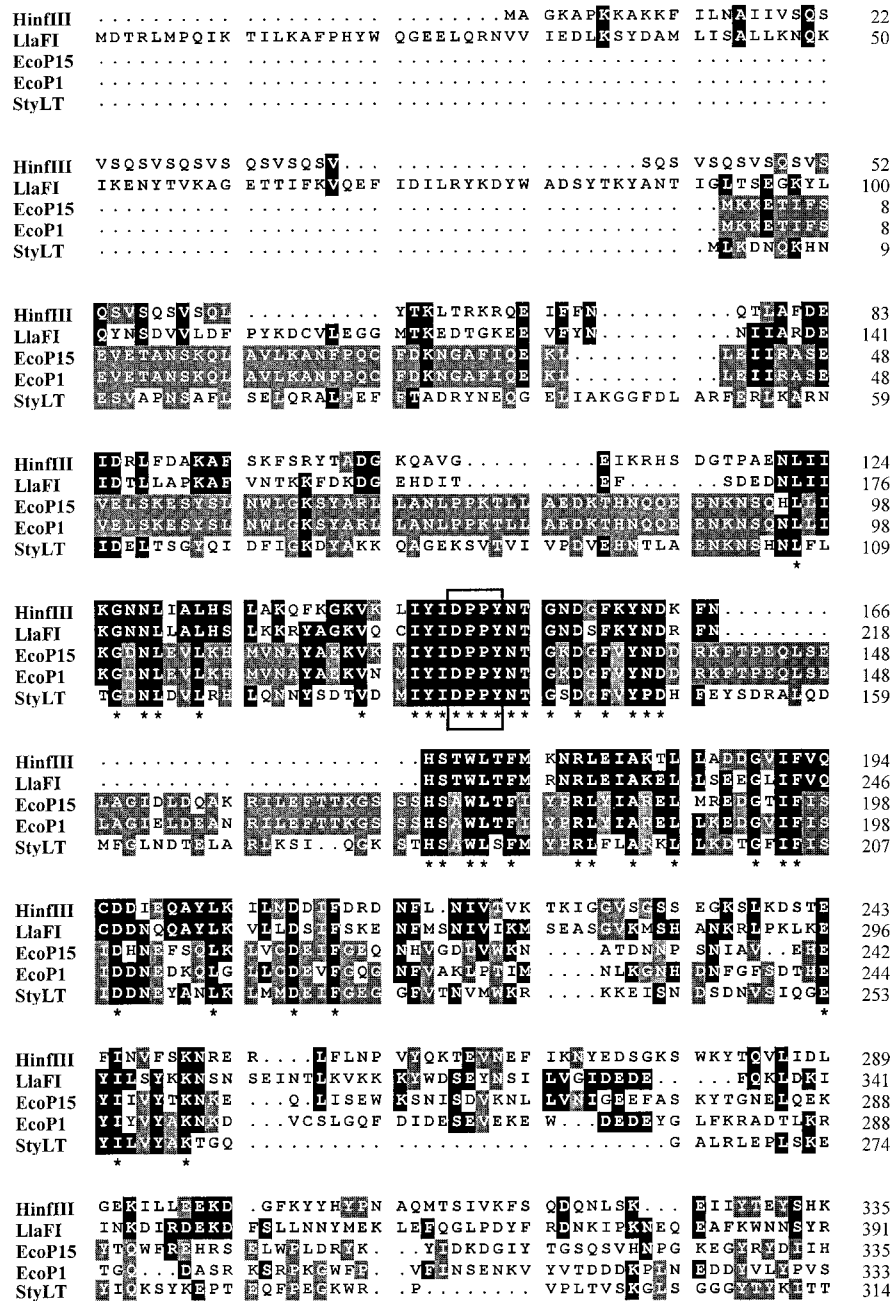 HinfIII .......... .......... ........MA GKAPKKAKKF ILNAIIVSQS 22
LlaFI MDTRLMPQIK TILKAFPHYW QGEELQRNVV IEDLKSYDAM LISALLKNQK 50
EcoP15 .......... .......... .......... .......... ..........
EcoP1 .......... .......... .......... .......... ..........
StyLT .......... .......... .......... .......... ..........
HinfIII VSQSVSQSVS QSVSQSV... .......... .......SQS VSQSVSQSVS 52
LlaFI IKENYTVKAG ETTIFKVQEF IDILRYKDYW ADSYTKYANT IGLTSEGKYL 100
EcoP15 .......... .......... .......... .......... ..MKKETIFS 8
EcoP1 .......... .......... .......... .......... ..MKKETIFS 8
StyLT .......... .......... .......... .......... .MLKDNQKHN 9
HinfIII QSVSQSVSQL .......... YTKLTRKRQE IFFN...... ...QTLAFDE 83
LlaFI QYNSDVVLDF PYKDCVLEGG MTKEDTGKEE VFYN...... ...NIIARDE 141
EcoP15 EVETANSKQL AVLKANFPQC FDKNGAFIQE KL........ ..LEIIRASE 48
EcoP1 EVETANSKQL AVLKANFPQC FDKNGAFIQE KL........ ..LEIIRASE 48
StyLT ESVAPNSAFL SELQRALPEF FTADRYNEQG ELIAKGGFDL ARFERLKARN 59
HinfIII IDRLFDAKAF SKFSRYTADG KQAVG..... ....EIKRHS DGTPAENLII 124
LlaFI IDTLLAPKAF VNTKKFDKDG EHDIT..... ....EF.... ..SDEDNLII 176
EcoP15 VELSKESYSL NWLGKSYARL LANLPPKTLL AEDKTHNQQE ENKNSQHLLI 98
EcoP1 VELSKESYSL NWLGKSYARL LANLPPKTLL AEDKTHNQQE ENKNSQNLLI 98
StyLT IDELTSGYQI DFIGKDYAKK QAGEKSVTVI VPDVEHNTLA ENKNSHNLFL 109
*
HinfIII KGNNLIALHS LAKQFKGKVK LIYIDPPYNT GNDGFKYNDK FN........ 166
LlaFI KGNNLLALHS LKKRYAGKVQ CIYIDPPYNT GNDSFKYNDR FN........ 218
EcoP15 KGDNLEVLKH MVNAYAEKVK MIYIDPPYNT GKDGFVYNDD RKFTPEQLSE 148
EcoP1 KGDNLEVLKH MVNAYAEKVN MIYIDPPYNT GKDGFVYNDD RKFTPEQLSE 148
StyLT TGDNLDVLRH LQNNYSDTVD MIYIDPPYNT GSDGFVYPDH FEYSDRALQD 159
* ** * * ********** * * ***
HinfIII .......... .......... ..HSTWLTFM KNRLEIAKTL LADDGVIFVQ 194
LlaFI .......... .......... ..HSTWLTFM RNRLEIAKEL LSEEGLIFVQ 246
EcoP15 LAGIDLDQAK RILEFTTKGS SSHSAWLTFI YPRLYIAREL MREDGTIFIS 198
EcoP1 LAGIELDEAN RILEFTTKGS SSHSAWLTFI YPRLYIAREL LKEDGVIFIS 198
StyLT MFGLNDTELA RLKSI..QGK STHSAWLSFM YPRLFLARKL LKDTGFIFIS 207
** ** * ** * * * **
HinfIII CDDIEQAYLK ILMDDIFDRD NFL.NIVTVK TKIGGVSGSS EGKSLKDSTE 243
LlaFI CDDNQQAYLK VLLDSIFSKE NFMSNIVIKM SEASGVKMSH ANKRLPKLKE 296
EcoP15 IDHNEFSQLK LVCDEIFGEQ NHVGDLVWKN ....ATDNNP SNIAV..EHE 242
EcoP1 IDDNEDKQLG ILCDEVFGQG NFVAKLPTIM ....NLKGNH DNFGFSDTHE 244
StyLT IDDNEYANLK LMMDEIFGEG GFVTNVMWKR ....KKEISN DSDNVSIQGE 253
* * * * *
HinfIII FINVFSKNRE R....LFLNP VYQKTEVNEF IKNYEDSGKS WKYTQVLIDL 289
LlaFI YILSYKKNSN SEINTLKVKK KYWDSEYNSI LVGIDEDE.. ...FQKLDKI 341
EcoP15 YIIVYTKNKE ...Q.LISEW KSNISDVKNL LVNIGEEFAS KYTGNELQEK 288
EcoP1 YIYVYAKNKD ...VCSLGQF DIDESEVEKE W...DEDEYG LFKRADTLKR 288
StyLT YILVYAKTGQ .......... .......... .........G ALRLEPLSKE 274
* *
HinfIII GEKILLEEKD .GFKYYHYPN AQMTSIVKFS QDQNLSK... EIIYTEYSHK 335
LlaFI INKDIRDEKD FSLLNNYMEK LEFQGLPDYF RDNKIPKNEQ EAFKWNNSYR 391
EcoP15 YTQWFREHRS ELWPLDRYK. ..YIDKDGIY TGSQSVHNPG KEGYRYDIIH 335
EcoP1 TGQ..DASRK SRPKGWFP.. .VFINSENKV YVTDDDKPIN EDDYVLYPVS 333
StyLT YIQKSYKEPT EQFPEGKWR. .P........ VPLTVSKGLS GGGYTYKITT 314